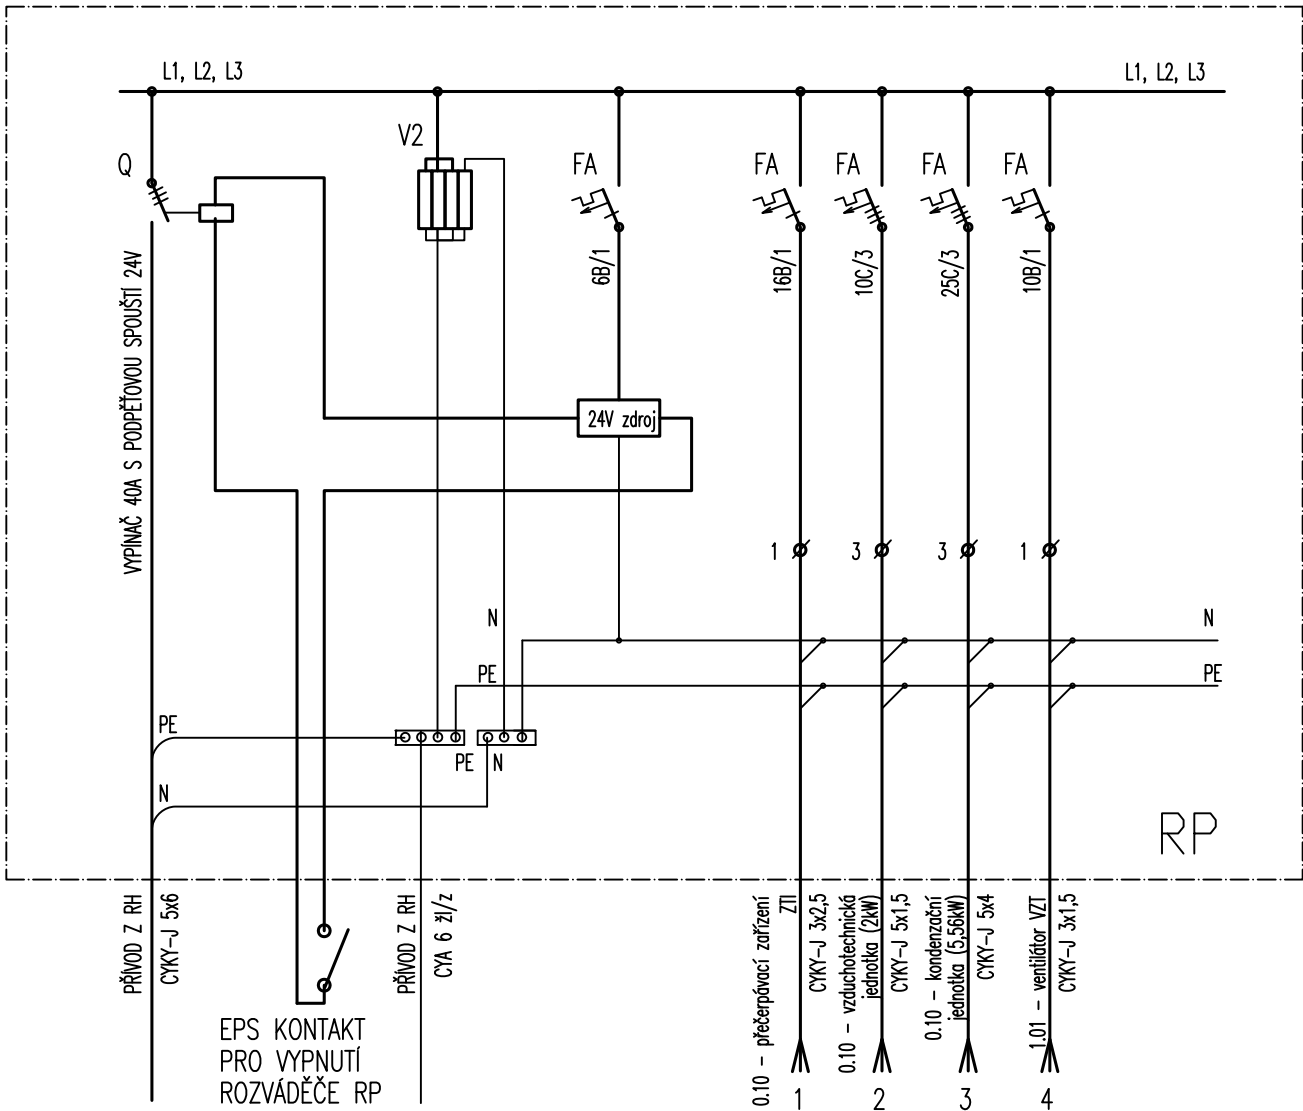 L1, L2, L3
L1, L2, L3
Q
V2
FA
FA
FA
FA
FA
6B/1
16B/1
10C/3
25C/3
10B/1
VYPÍNAČ 40A S PODPĚŤOVOU SPOUŠTÍ 24V
24V zdroj
1
3
3
1
N
N
PE
PE
PE
PE
N
N
RP
PŘÍVOD Z RH
CYKY-J 5x6
PŘÍVOD Z RH
CYA 6 žl/z
0.10 - přečerpávací zařízení
ZTI
CYKY-J 3x2,5
0.10 - vzduchotechnická
jednotka (2kW)
CYKY-J 5x1,5
0.10 - kondenzační
jednotka (5,56kW)
CYKY-J 5x4
1.01 - ventilátor VZT
CYKY-J 3x1,5
EPS KONTAKT
PRO VYPNUTÍ
ROZVÁDĚČE RP
1
2
3
4